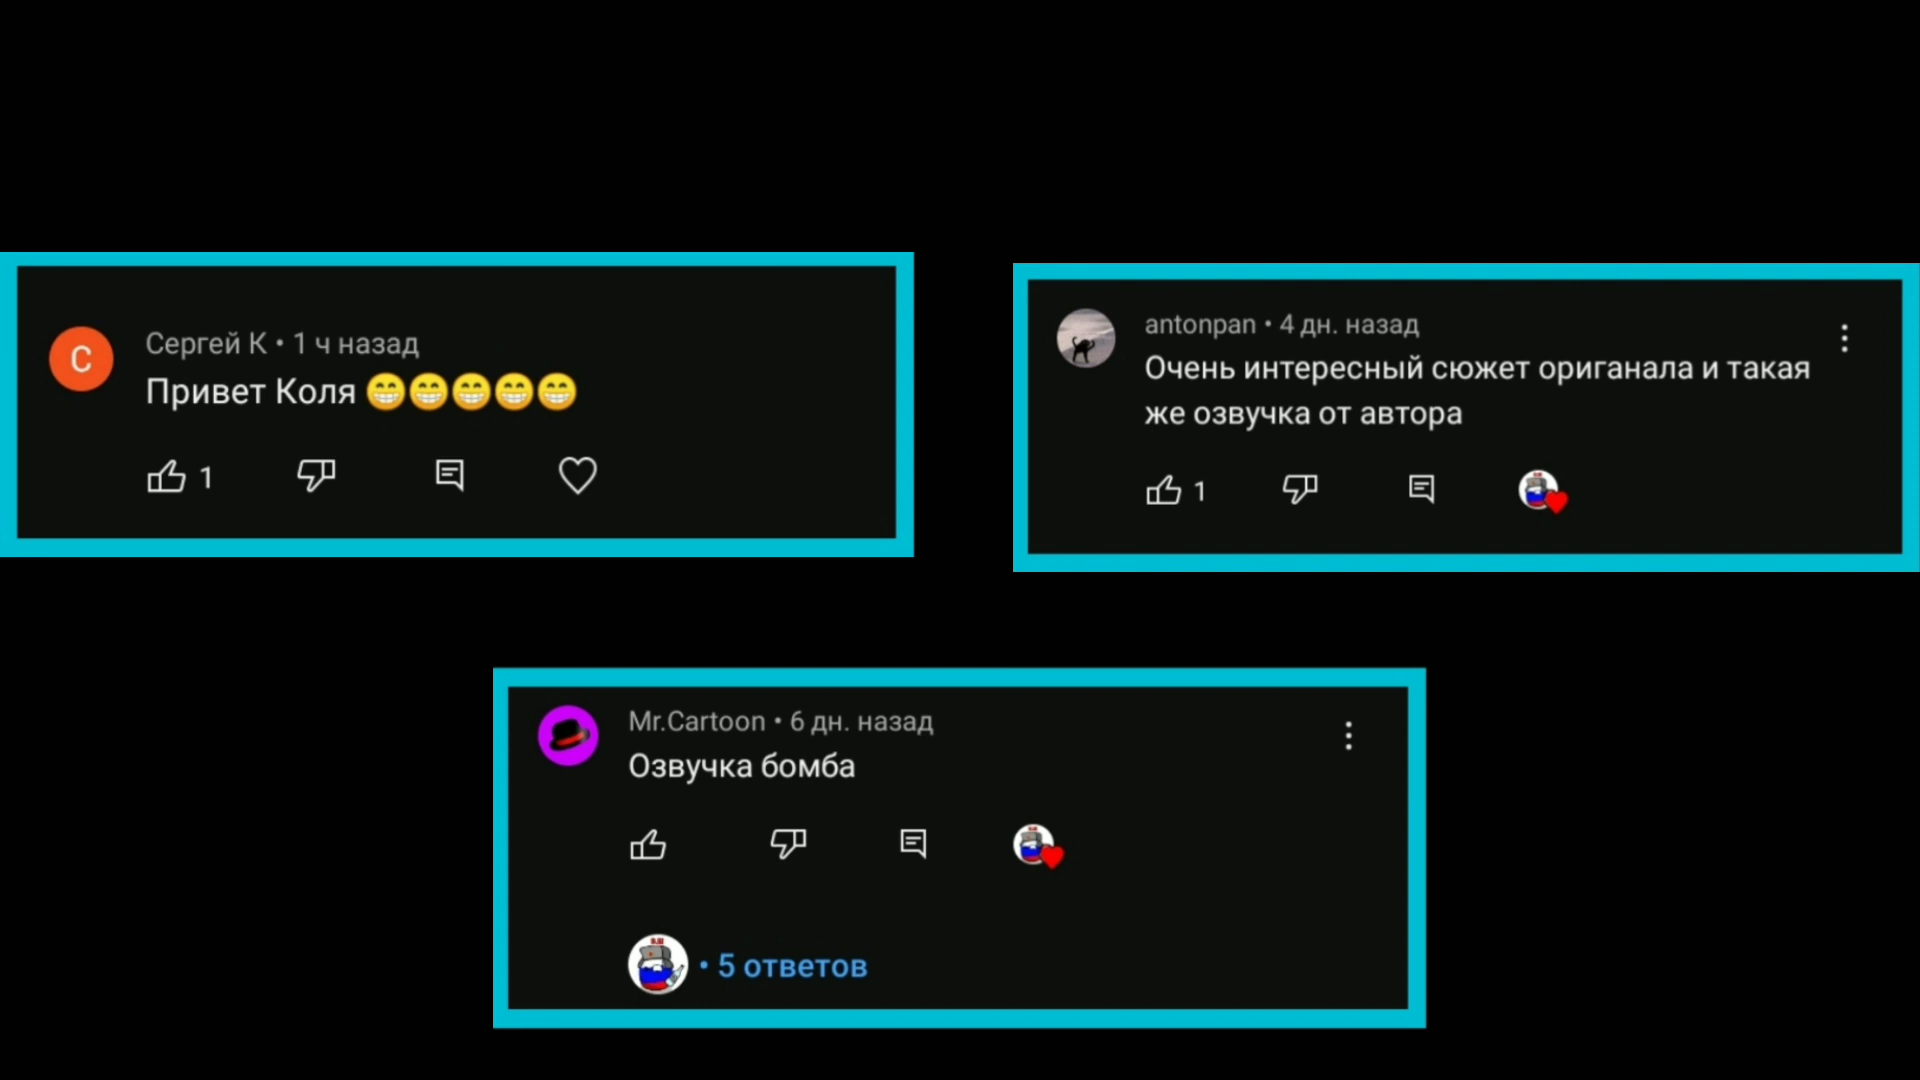 С
Сергей К • 1 ч назад
Привет Коля 😁😁😁😁😁
1
antonpan • 4 дн. назад
Очень интересный сюжет ориганала и такая
же озвучка от автора
1
Mr.Cartoon • 6 дн. назад
Озвучка бомба
• 5 ответов